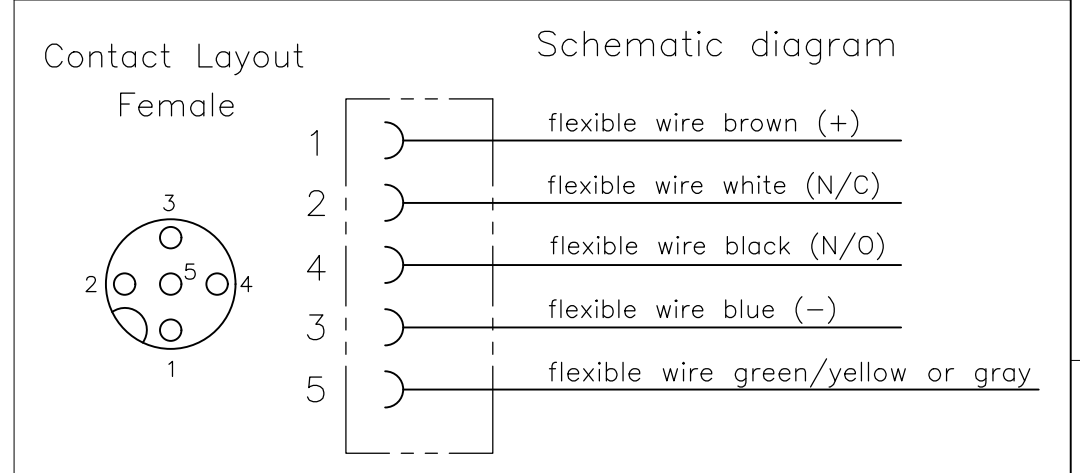 Contact Layout
Female
3
2
5
4
1
Schematic diagram
1 flexible wire brown (+)
2 flexible wire white (N/C)
4 flexible wire black (N/O)
3 flexible wire blue (−)
5 flexible wire green/yellow or gray